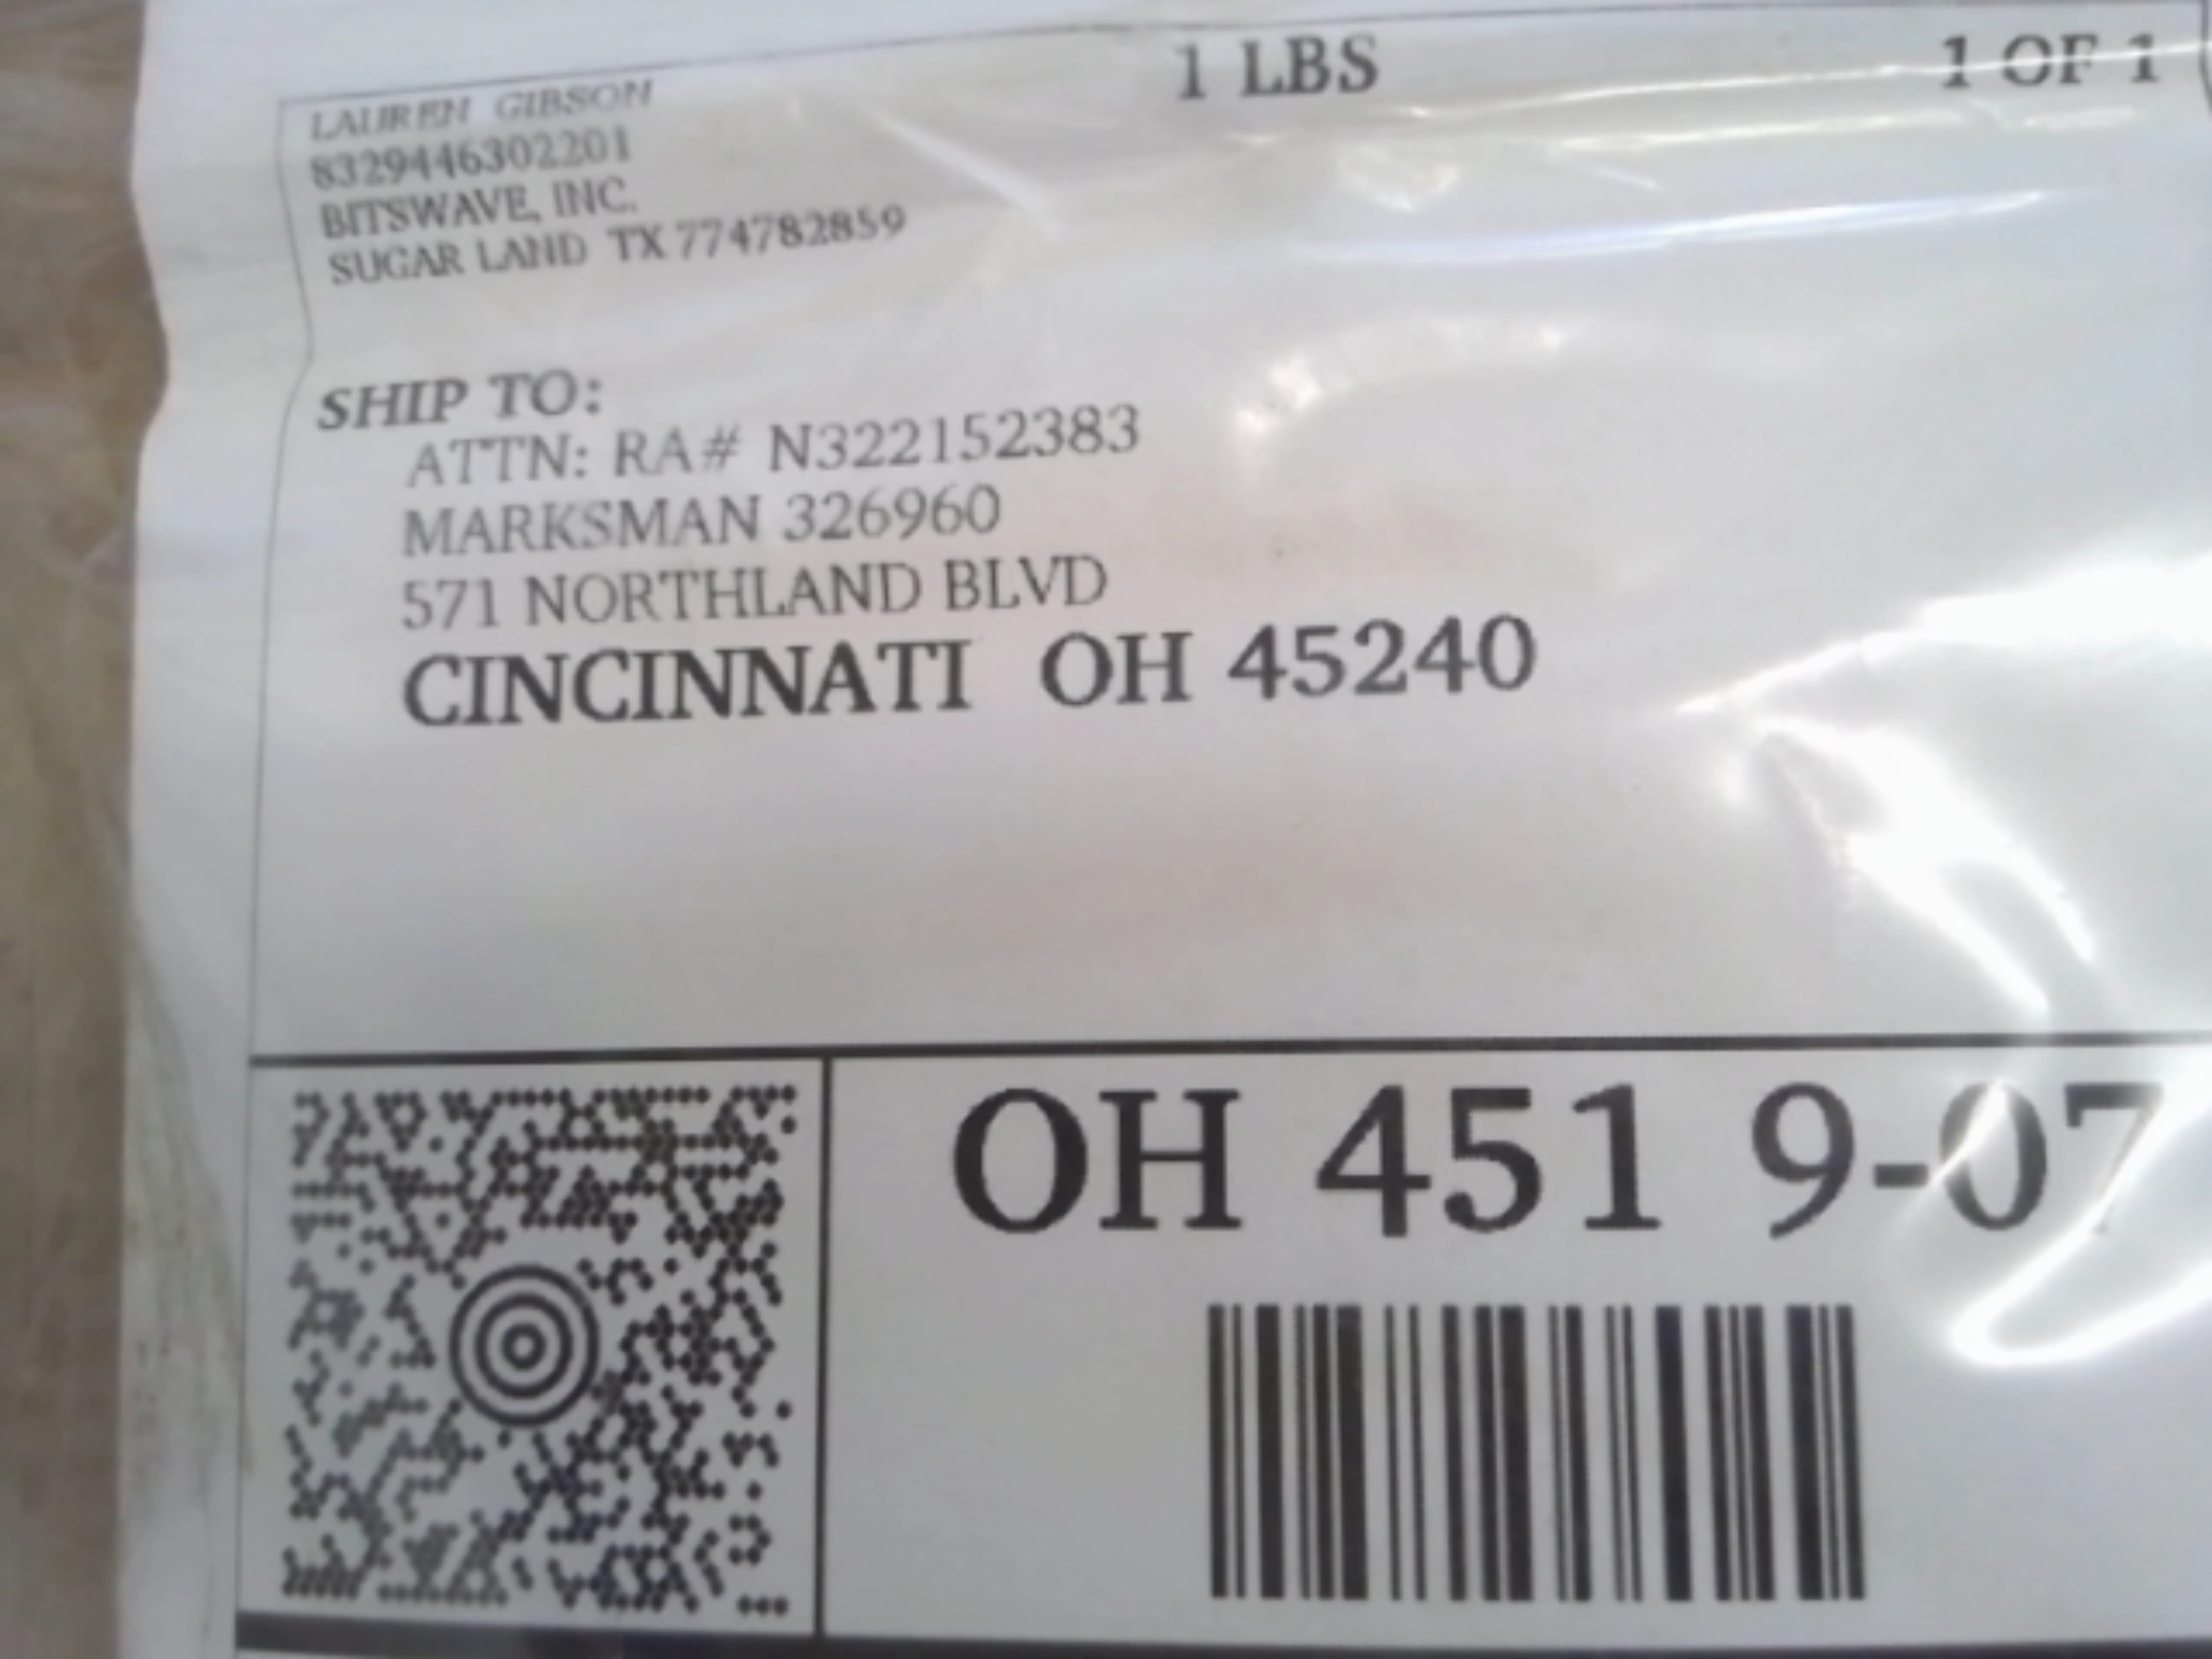 LAUREN GIBSON
8329446302201
BITSWAVE, INC.
SUGAR LAND TX 774782859
1 LBS
1 OF 1
SHIP TO:
ATTN: RA# N322152383
MARKSMAN 326960
571 NORTHLAND BLVD
CINCINNATI OH 45240
OH 451 9-07